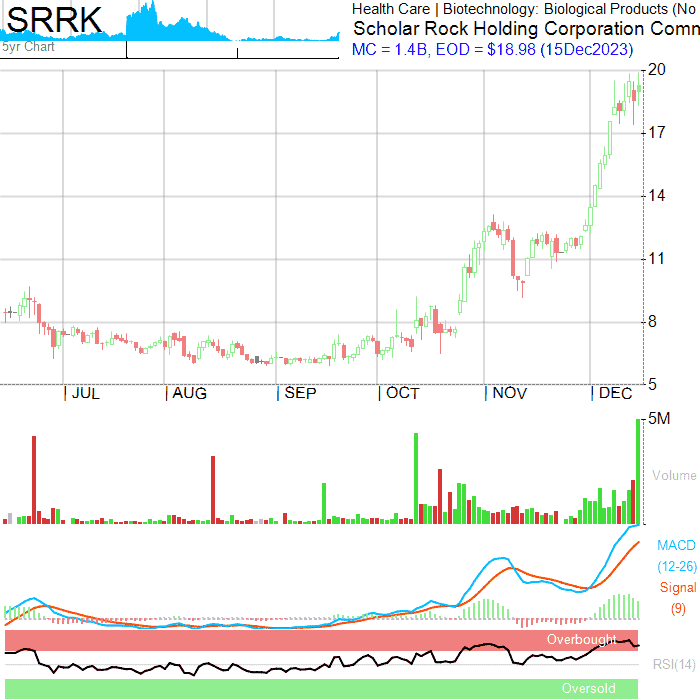 SRRK
5yr Chart
Health Care | Biotechnology: Biological Products (No
Scholar Rock Holding Corporation Comm
MC = 1.4B, EOD = $18.98 (15Dec2023)
20
17
14
11
8
5
JUL AUG SEP OCT NOV DEC
5M
Volume
MACD
(12-26)
Signal
(9)
Overbought
RSI(14)
Oversold